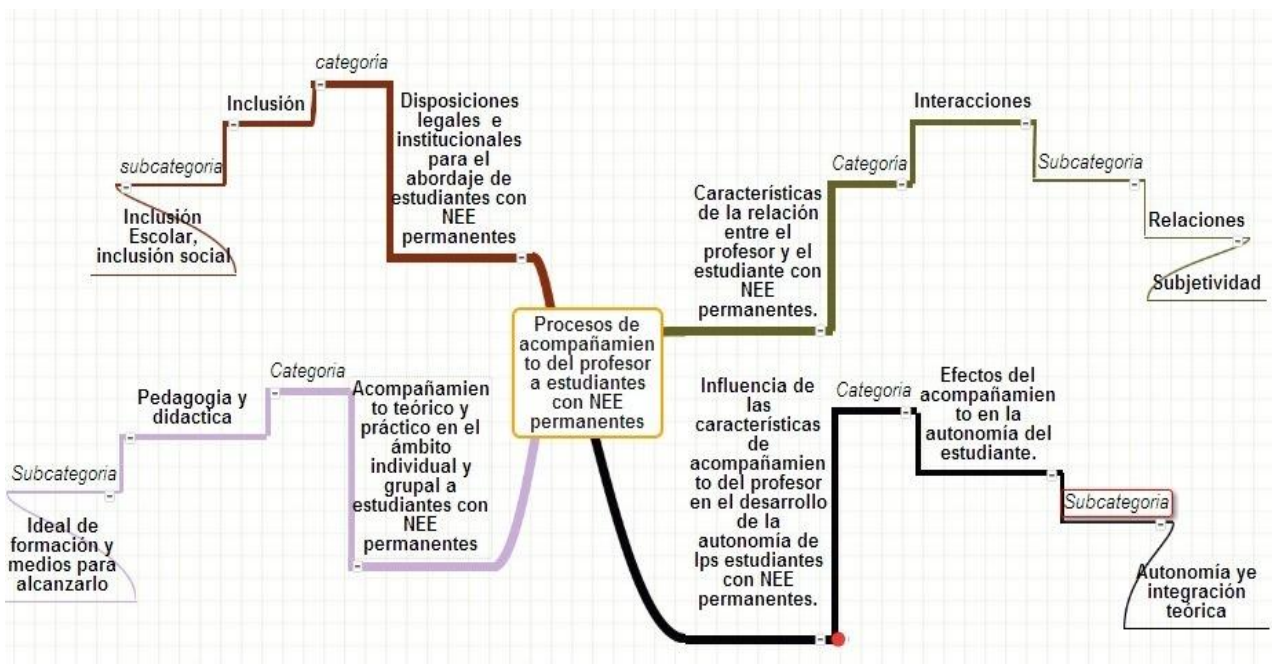 Procesos de
acompañamien
to del profesor
a estudiantes
con NEE
permanentes
Disposiciones
legales e
institucionales
para el
abordaje de
estudiantes con
NEE
permanentes
categoría
Inclusión
subcategoria
Inclusión
Escolar,
inclusión social
Características
de la relación
entre el
profesor y el
estudiante con
NEE
permanentes.
Categoría
Interacciones
Subcategoria
Relaciones
Subjetividad
Acompañamien
to teórico y
práctico en el
ámbito
individual y
grupal a
estudiantes con
NEE
permanentes
Categoria
Pedagogia y
didactica
Subcategoria
Ideal de
formación y
medios para
alcanzarlo
Influencia de
las
características
de
acompañamien
to del profesor
en el desarrollo
de la
autonomía de
lps estudiantes
con NEE
permanentes.
Categoria
Efectos del
acompañamien
to en la
autonomía del
estudiante.
Subcategoria
Autonomía ye
integración
teórica